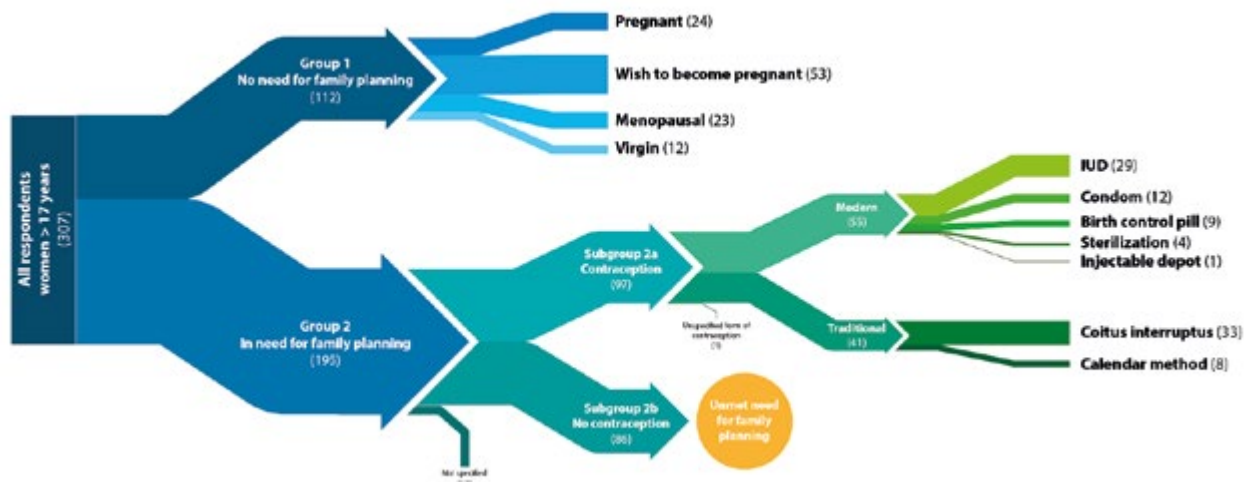 All respondents
women > 17 years
(307)
Group 1
No need for family planning
(112)
Pregnant (24)
Wish to become pregnant (53)
Menopausal (23)
Virgin (12)
Group 2
In need for family planning
(195)
Not specified
Subgroup 2a
Contraception
(97)
Unspecified form of
contraception
Subgroup 2b
No contraception
(86)
Unmet need
for family
planning
Modern
(55)
IUD (29)
Condom (12)
Birth control pill (9)
Sterilization (4)
Injectable depot (1)
Traditional
(41)
Coitus interruptus (33)
Calendar method (8)